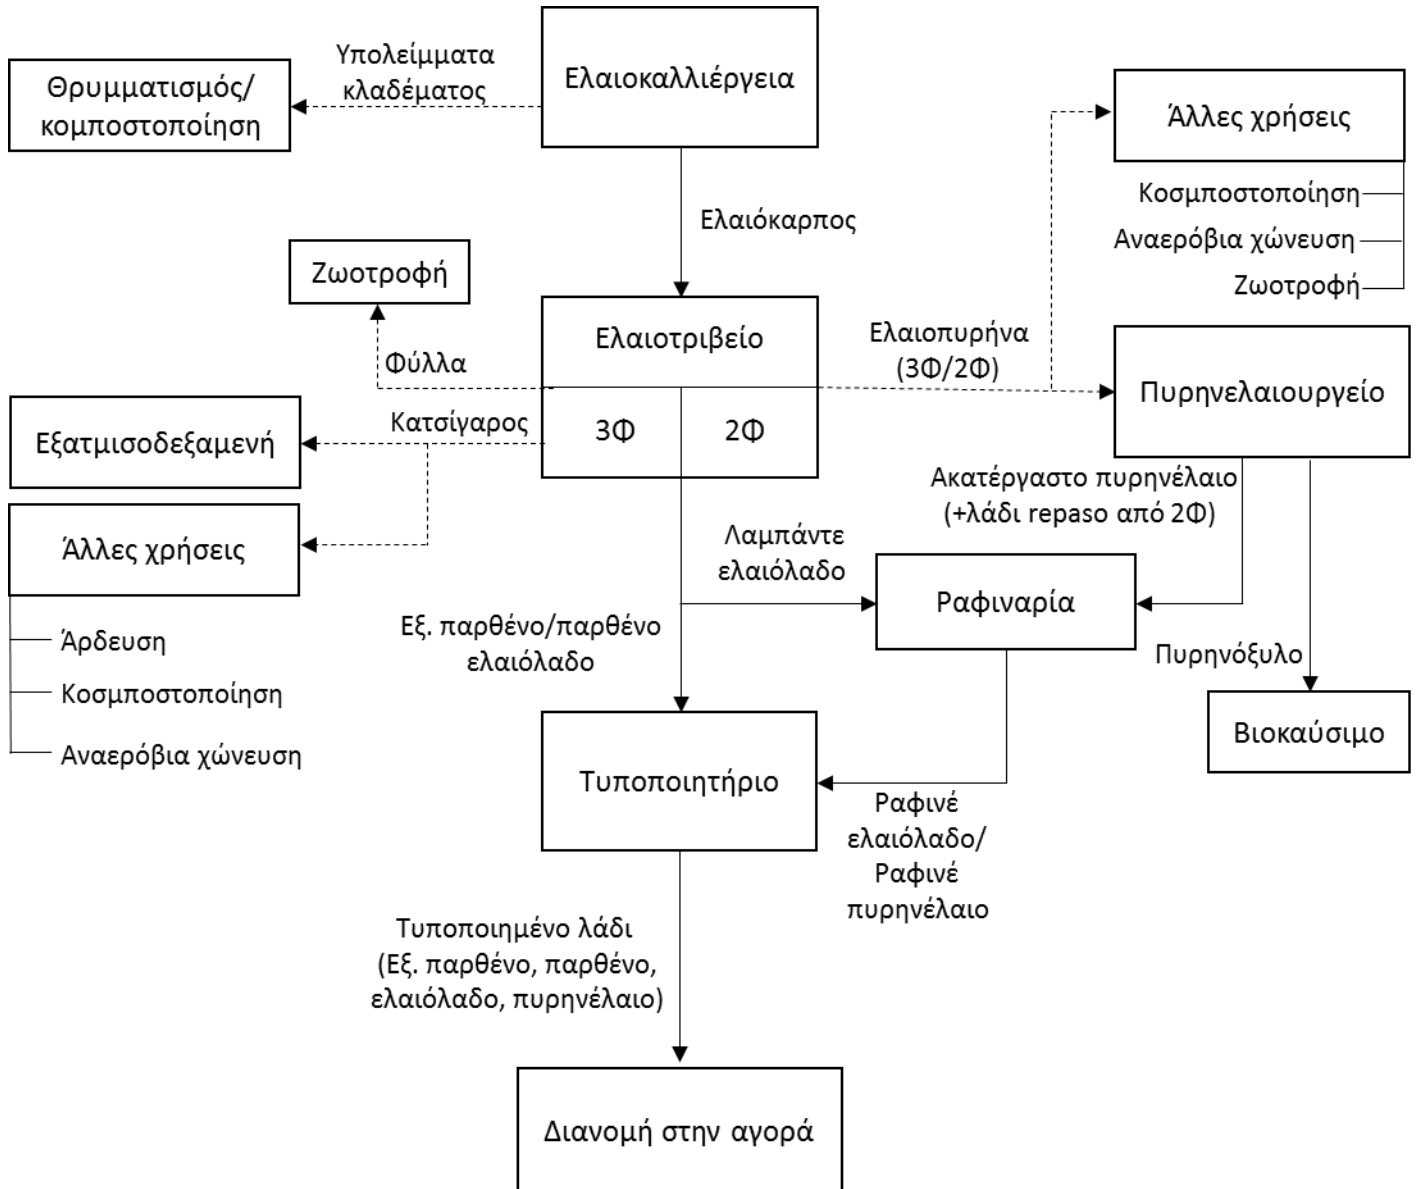 Ελαιοκαλλιέργεια
Υπολείμματα
κλαδέματος
Θρυμματισμός/
κομποστοποίηση
Άλλες χρήσεις
Κοσμποστοποίηση
Αναερόβια χώνευση
Ζωοτροφή
Ελαιόκαρπος
Ζωοτροφή
Φύλλα
Ελαιοτριβείο
3Φ
2Φ
Ελαιοπυρήνα
(3Φ/2Φ)
Πυρηνελαιουργείο
Κατσίγαρος
Εξατμισοδεξαμενή
Άλλες χρήσεις
Άρδευση
Κοσμποστοποίηση
Αναερόβια χώνευση
Ακατέργαστο πυρηνέλαιο
(+λάδι repaso από 2Φ)
Λαμπάντε
ελαιόλαδο
Ραφιναρία
Εξ. παρθένο/παρθένο
ελαιόλαδο
Πυρηνόξυλο
Βιοκαύσιμο
Τυποποιητήριο
Ραφινέ
ελαιόλαδο/
Ραφινέ
πυρηνέλαιο
Τυποποιημένο λάδι
(Εξ. παρθένο, παρθένο,
ελαιόλαδο, πυρηνέλαιο)
Διανομή στην αγορά